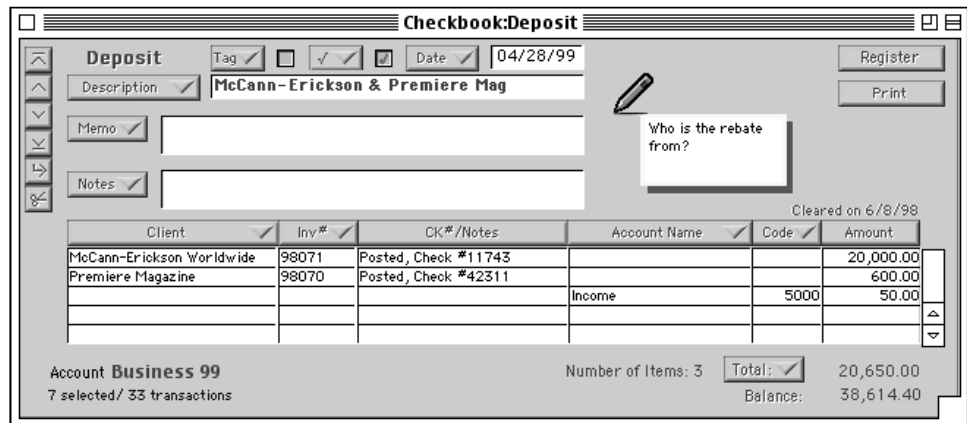 Checkbook:Deposit
Deposit Tag √ Date 04/28/99 Register
Description McCann-Erickson & Premiere Mag Print
Memo
Who is the rebate
from?
Notes
Cleared on 6/8/98
Client Inv# CK#/Notes Account Name Code Amount
McCann-Erickson Worldwide 98071 Posted, Check #11743 20,000.00
Premiere Magazine 98070 Posted, Check #42311 600.00
Income 5000 50.00
Account Business 99 Number of Items: 3 Total: 20,650.00
7 selected/ 33 transactions Balance: 38,614.40